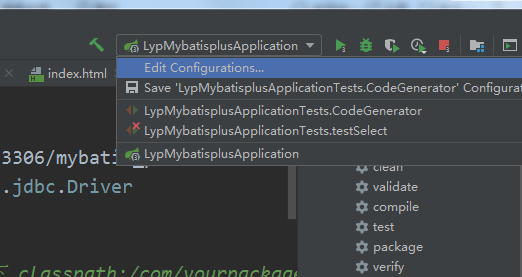 LypMybatisplusApplication
index.html
Edit Configurations...
Save 'LypMybatisplusApplicationTests.CodeGenerator' Configurat
LypMybatisplusApplicationTests.CodeGenerator
LypMybatisplusApplicationTests.testSelect
LypMybatisplusApplication
3306/mybati
.jdbc.Driver
clean
validate
compile
test
package
verify
classpath:/com/yourpackage